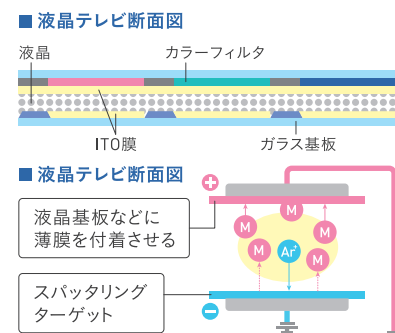 ■ 液晶テレビ断面図
液晶
カラーフィルタ
ITO膜
ガラス基板
■ 液晶テレビ断面図
+
液晶基板などに
薄膜を付着させる
M
M
M
M
Ar+
M
スパッタリング
ターゲット
−